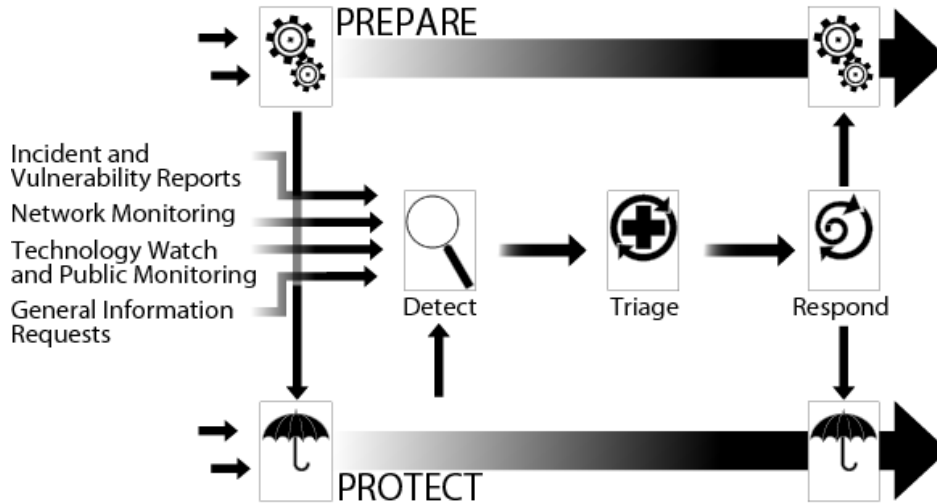 PREPARE
Incident and
Vulnerability Reports
Network Monitoring
Technology Watch
and Public Monitoring
General Information
Requests
Detect
Triage
Respond
PROTECT